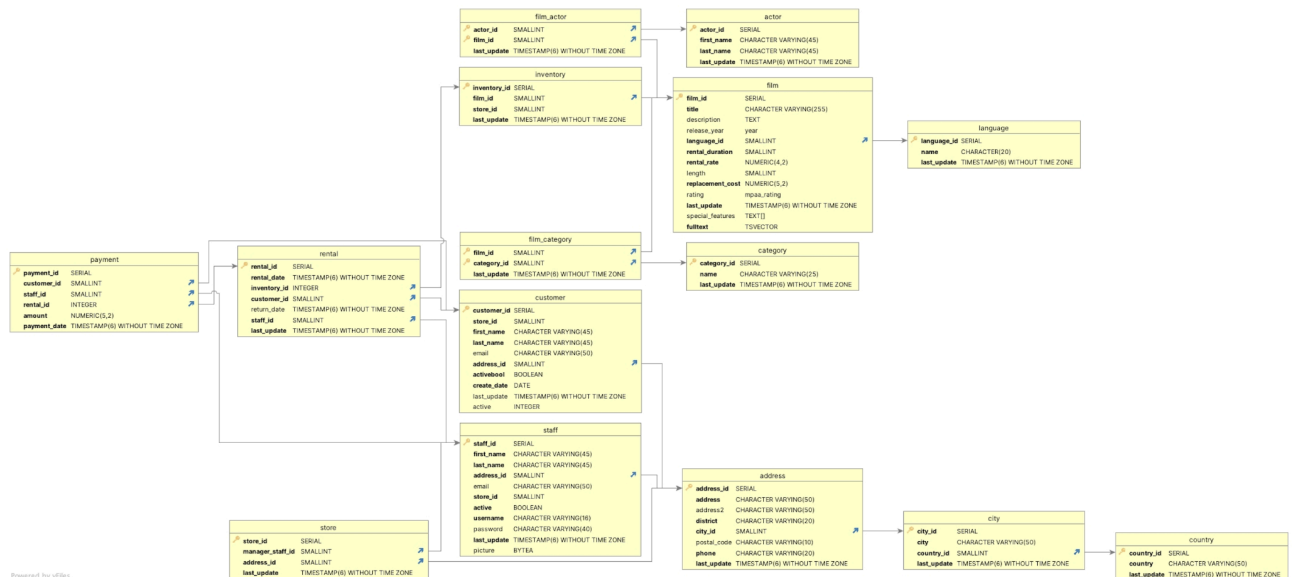 film_actor
actor_id SMALLINT
film_id SMALLINT
last_update TIMESTAMP(6) WITHOUT TIME ZONE
actor
actor_id SERIAL
first_name CHARACTER VARYING(45)
last_name CHARACTER VARYING(45)
last_update TIMESTAMP(6) WITHOUT TIME ZONE
inventory
inventory_id SERIAL
film_id SMALLINT
store_id SMALLINT
last_update TIMESTAMP(6) WITHOUT TIME ZONE
film
film_id SERIAL
title CHARACTER VARYING(255)
description TEXT
release_year year
language_id SMALLINT
rental_duration SMALLINT
rental_rate NUMERIC(4,2)
length SMALLINT
replacement_cost NUMERIC(5,2)
rating mpaa_rating
last_update TIMESTAMP(6) WITHOUT TIME ZONE
special_features TEXT[]
fulltext TSVECTOR
language
language_id SERIAL
name CHARACTER(20)
last_update TIMESTAMP(6) WITHOUT TIME ZONE
film_category
film_id SMALLINT
category_id SMALLINT
last_update TIMESTAMP(6) WITHOUT TIME ZONE
category
category_id SERIAL
name CHARACTER VARYING(25)
last_update TIMESTAMP(6) WITHOUT TIME ZONE
payment
payment_id SERIAL
customer_id SMALLINT
staff_id SMALLINT
rental_id INTEGER
amount NUMERIC(5,2)
payment_date TIMESTAMP(6) WITHOUT TIME ZONE
rental
rental_id SERIAL
rental_date TIMESTAMP(6) WITHOUT TIME ZONE
inventory_id INTEGER
customer_id SMALLINT
return_date TIMESTAMP(6) WITHOUT TIME ZONE
staff_id SMALLINT
last_update TIMESTAMP(6) WITHOUT TIME ZONE
customer
customer_id SERIAL
store_id SMALLINT
first_name CHARACTER VARYING(45)
last_name CHARACTER VARYING(45)
email CHARACTER VARYING(50)
address_id SMALLINT
activebool BOOLEAN
create_date DATE
last_update TIMESTAMP(6) WITHOUT TIME ZONE
active INTEGER
staff
staff_id SERIAL
first_name CHARACTER VARYING(45)
last_name CHARACTER VARYING(45)
address_id SMALLINT
email CHARACTER VARYING(50)
store_id SMALLINT
active BOOLEAN
username CHARACTER VARYING(16)
password CHARACTER VARYING(40)
last_update TIMESTAMP(6) WITHOUT TIME ZONE
picture BYTEA
store
store_id SERIAL
manager_staff_id SMALLINT
address_id SMALLINT
last_update TIMESTAMP(6) WITHOUT TIME ZONE
address
address_id SERIAL
address CHARACTER VARYING(50)
address2 CHARACTER VARYING(50)
district CHARACTER VARYING(20)
city_id SMALLINT
postal_code CHARACTER VARYING(10)
phone CHARACTER VARYING(20)
last_update TIMESTAMP(6) WITHOUT TIME ZONE
city
city_id SERIAL
city CHARACTER VARYING(50)
country_id SMALLINT
last_update TIMESTAMP(6) WITHOUT TIME ZONE
country
country_id SERIAL
country CHARACTER VARYING(50)
last_update TIMESTAMP(6) WITHOUT TIME ZONE
Powered by yFiles